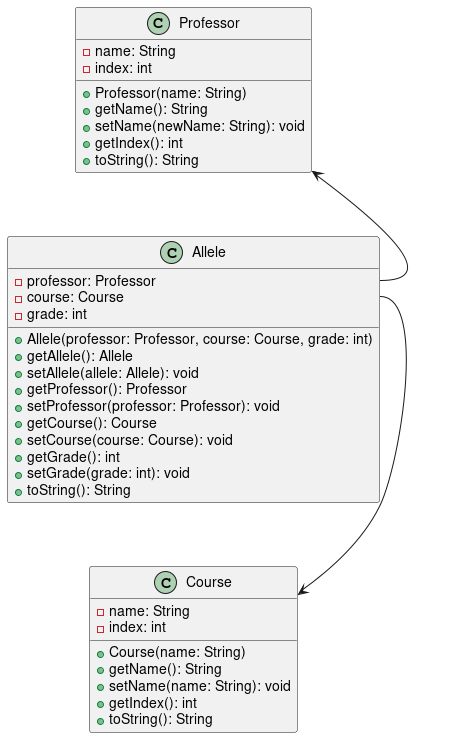 C Professor
name: String
index: int
Professor(name: String)
getName(): String
setName(newName: String): void
getIndex(): int
toString(): String
C Allele
professor: Professor
course: Course
grade: int
Allele(professor: Professor, course: Course, grade: int)
getAllele(): Allele
setAllele(allele: Allele): void
getProfessor(): Professor
setProfessor(professor: Professor): void
getCourse(): Course
setCourse(course: Course): void
getGrade(): int
setGrade(grade: int): void
toString(): String
C Course
name: String
index: int
Course(name: String)
getName(): String
setName(name: String): void
getIndex(): int
toString(): String